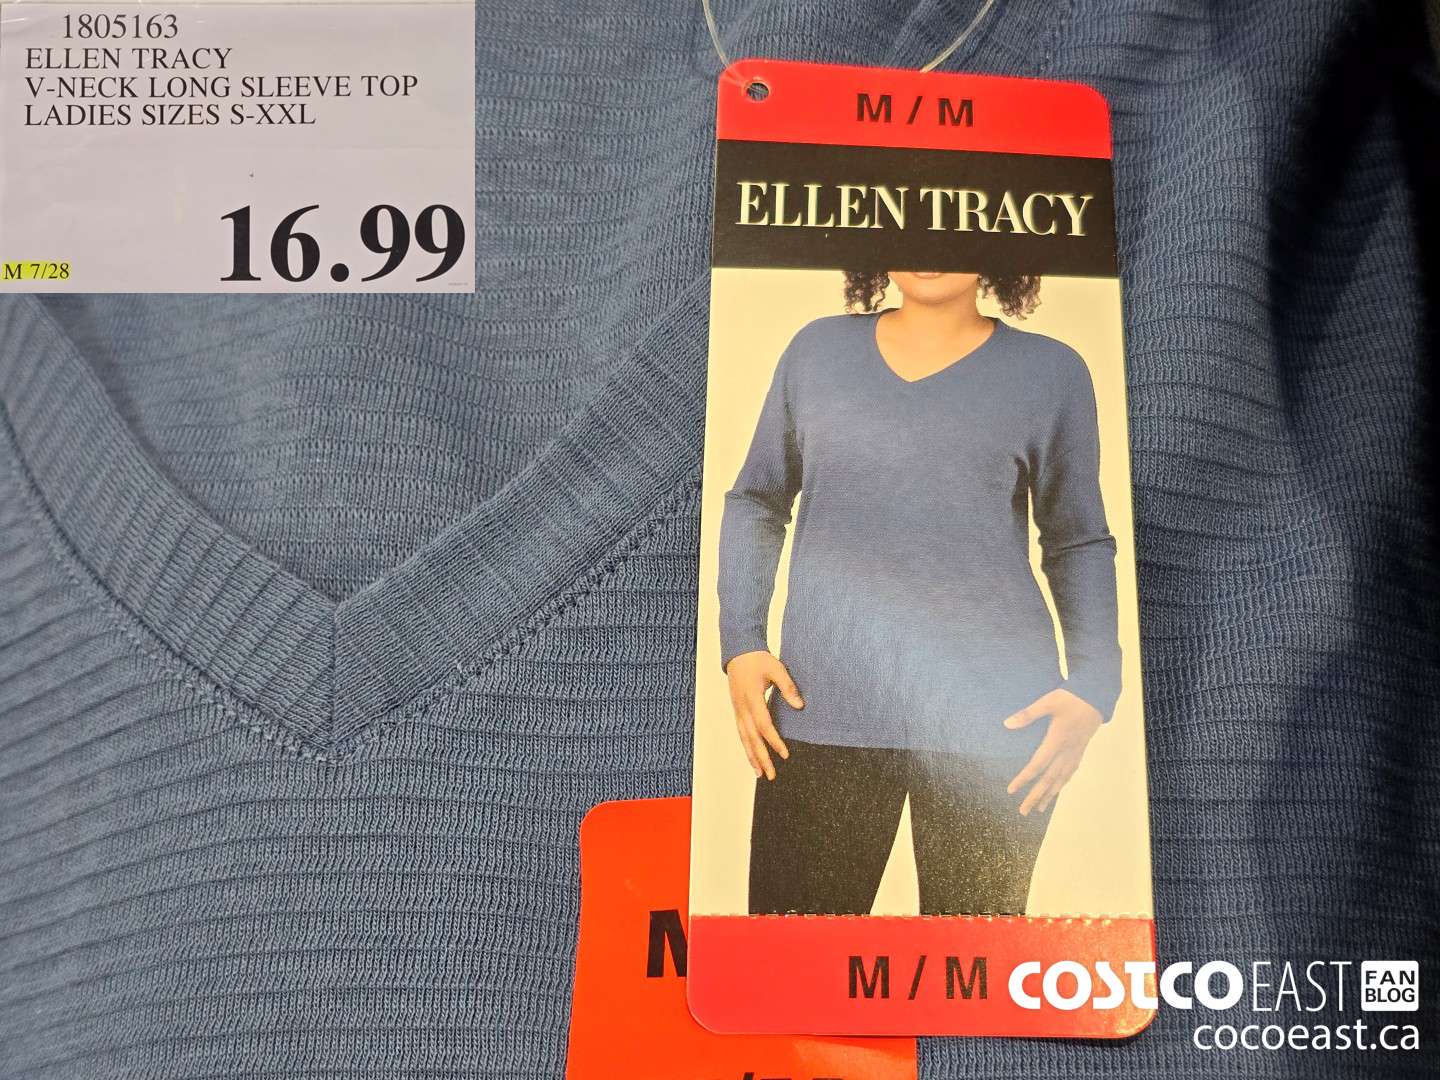 1805163
ELLEN TRACY
V-NECK LONG SLEEVE TOP
LADIES SIZES S-XXL
16.99
M 7/28
M / M
ELLEN TRACY
M / M
M
COSTCO EAST FAN BLOG
cocoeast.ca